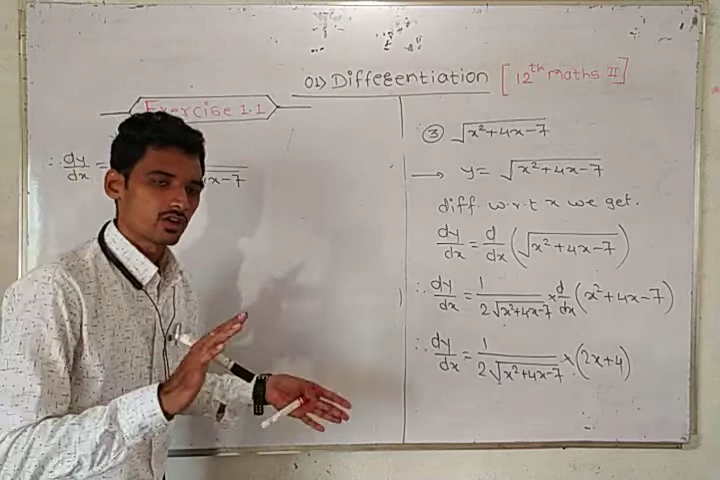 01) Differentiation [12th maths II]
Exercise 1.1
∴ dy/dx =
x-7
③ √x²+4x-7
→ y= √x²+4x-7
diff. w.r.t x we get.
dy/dx = d/dx (√x²+4x-7)
∴ dy/dx = 1/2√x²+4x-7 × d/dx (x²+4x-7)
∴ dy/dx = 1/2√x²+4x-7 × (2x+4)